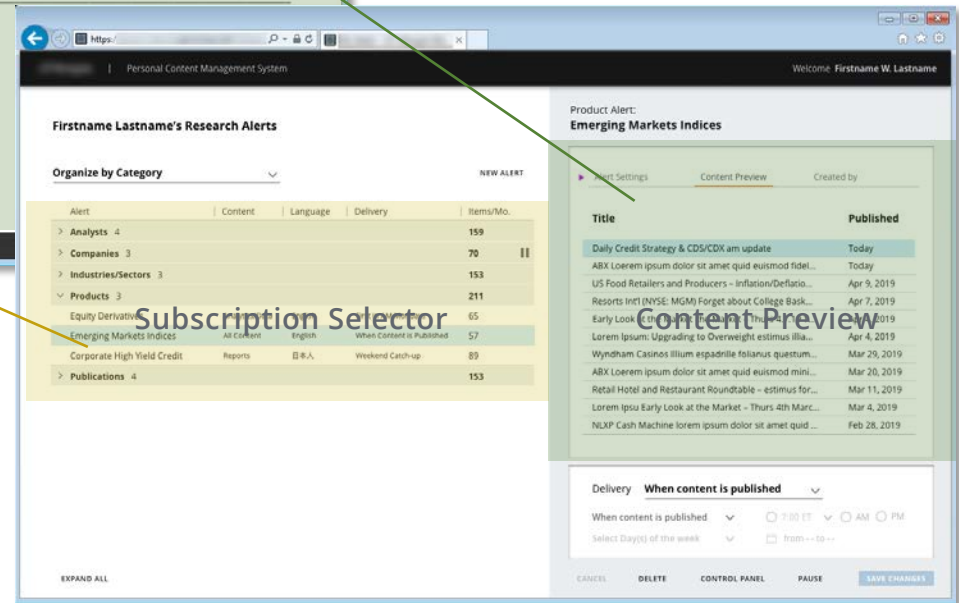 https:/
| Personal Content Management System
Welcome Firstname W. Lastname
Firstname Lastname's Research Alerts
Organize by Category
NEW ALERT
Alert Content Language Delivery Items/Mo.
> Analysts 4 159
> Companies 3 70
> Industries/Sectors 3 153
Products 3 211
Equity Derivative 65
Subscription Selector
Emerging Markets Indices All Content English When Content is Published 57
Corporate High Yield Credit Reports 日本人 Weekend Catch-up 89
> Publications 4 153
EXPAND ALL
Product Alert:
Emerging Markets Indices
Alert Settings Content Preview Created by
Title Published
Daily Credit Strategy & CDS/CDX am update Today
ABX Loerem ipsum dolor sit amet quid euismod fidel... Today
US Food Retailers and Producers – Inflation/Deflatio... Apr 9, 2019
Resorts Int'l (NYSE: MGM) Forget about College Bask... Apr 7, 2019
Early Look at the Market 2019
Content Preview
Lorem Ipsum: Upgrading to Overweight estimus illia... Apr 4, 2019
Wyndham Casinos Illium espadrille folianus questum... Mar 29, 2019
ABX Loerem ipsum dolor sit amet quid euismod mini... Mar 20, 2019
Retail Hotel and Restaurant Roundtable – estimus for... Mar 11, 2019
Lorem Ipsu Early Look at the Market – Thurs 4th Marc... Mar 4, 2019
NLXP Cash Machine lorem ipsum dolor sit amet quid ... Feb 28, 2019
Delivery When content is published
When content is published 7:00 ET AM PM
Select Day(s) of the week from -- to --
CANCEL DELETE CONTROL PANEL PAUSE SAVE CHANGES